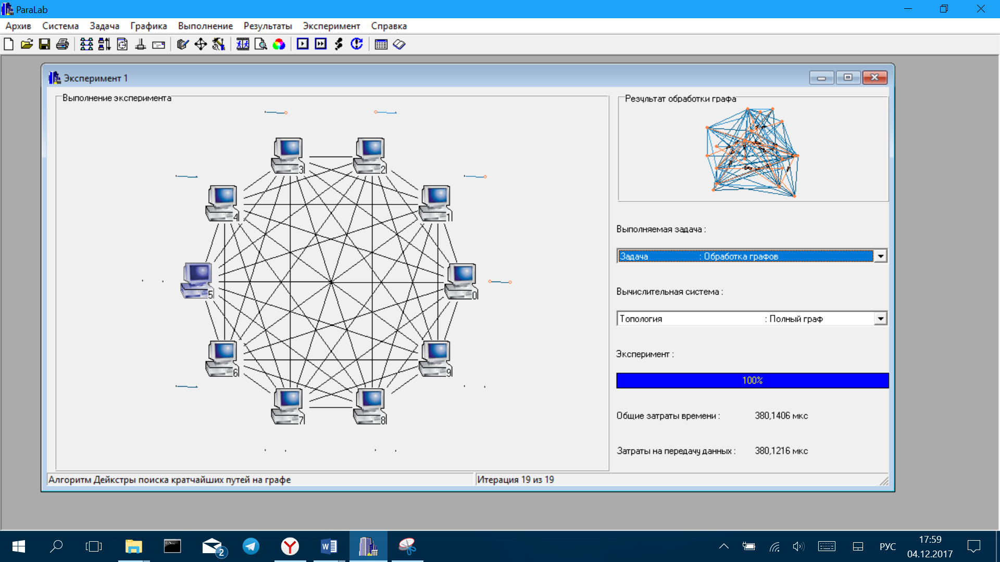 ParaLab
Архив Система Задача Графика Выполнение Результаты Эксперимент Справка
Эксперимент 1
Выполнение эксперимента
Результат обработки графа
3 2
4 1
5 0
6 9
7 8
Выполняемая задача :
Задача : Обработка графов
Вычислительная система :
Топология : Полный граф
Эксперимент :
100%
Общие затраты времени : 380,1406 мкс
Затраты на передачу данных : 380,1216 мкс
Алгоритм Дейкстры поиска кратчайших путей на графе
Итерация 19 из 19
2
РУС
17:59
04.12.2017